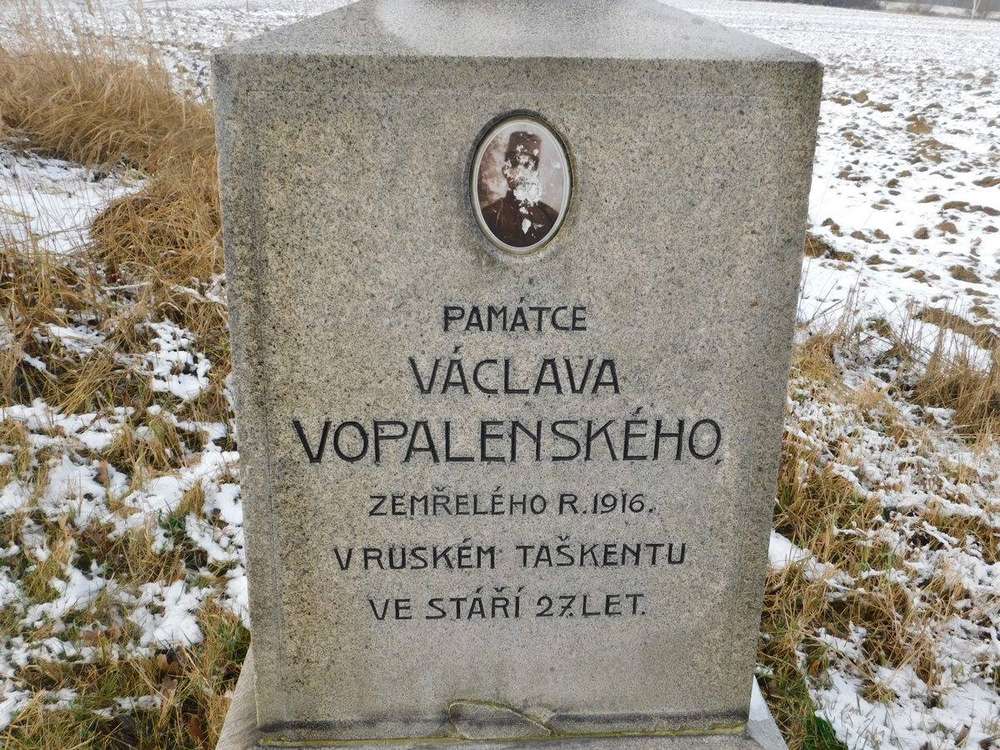 PAMÁTCE
VÁCLAVA
VOPALENSKÉHO,
ZEMŘELÉHO R. 1916.
V RUSKÉM TAŠKENTU
VE STÁŘÍ 27. LET.